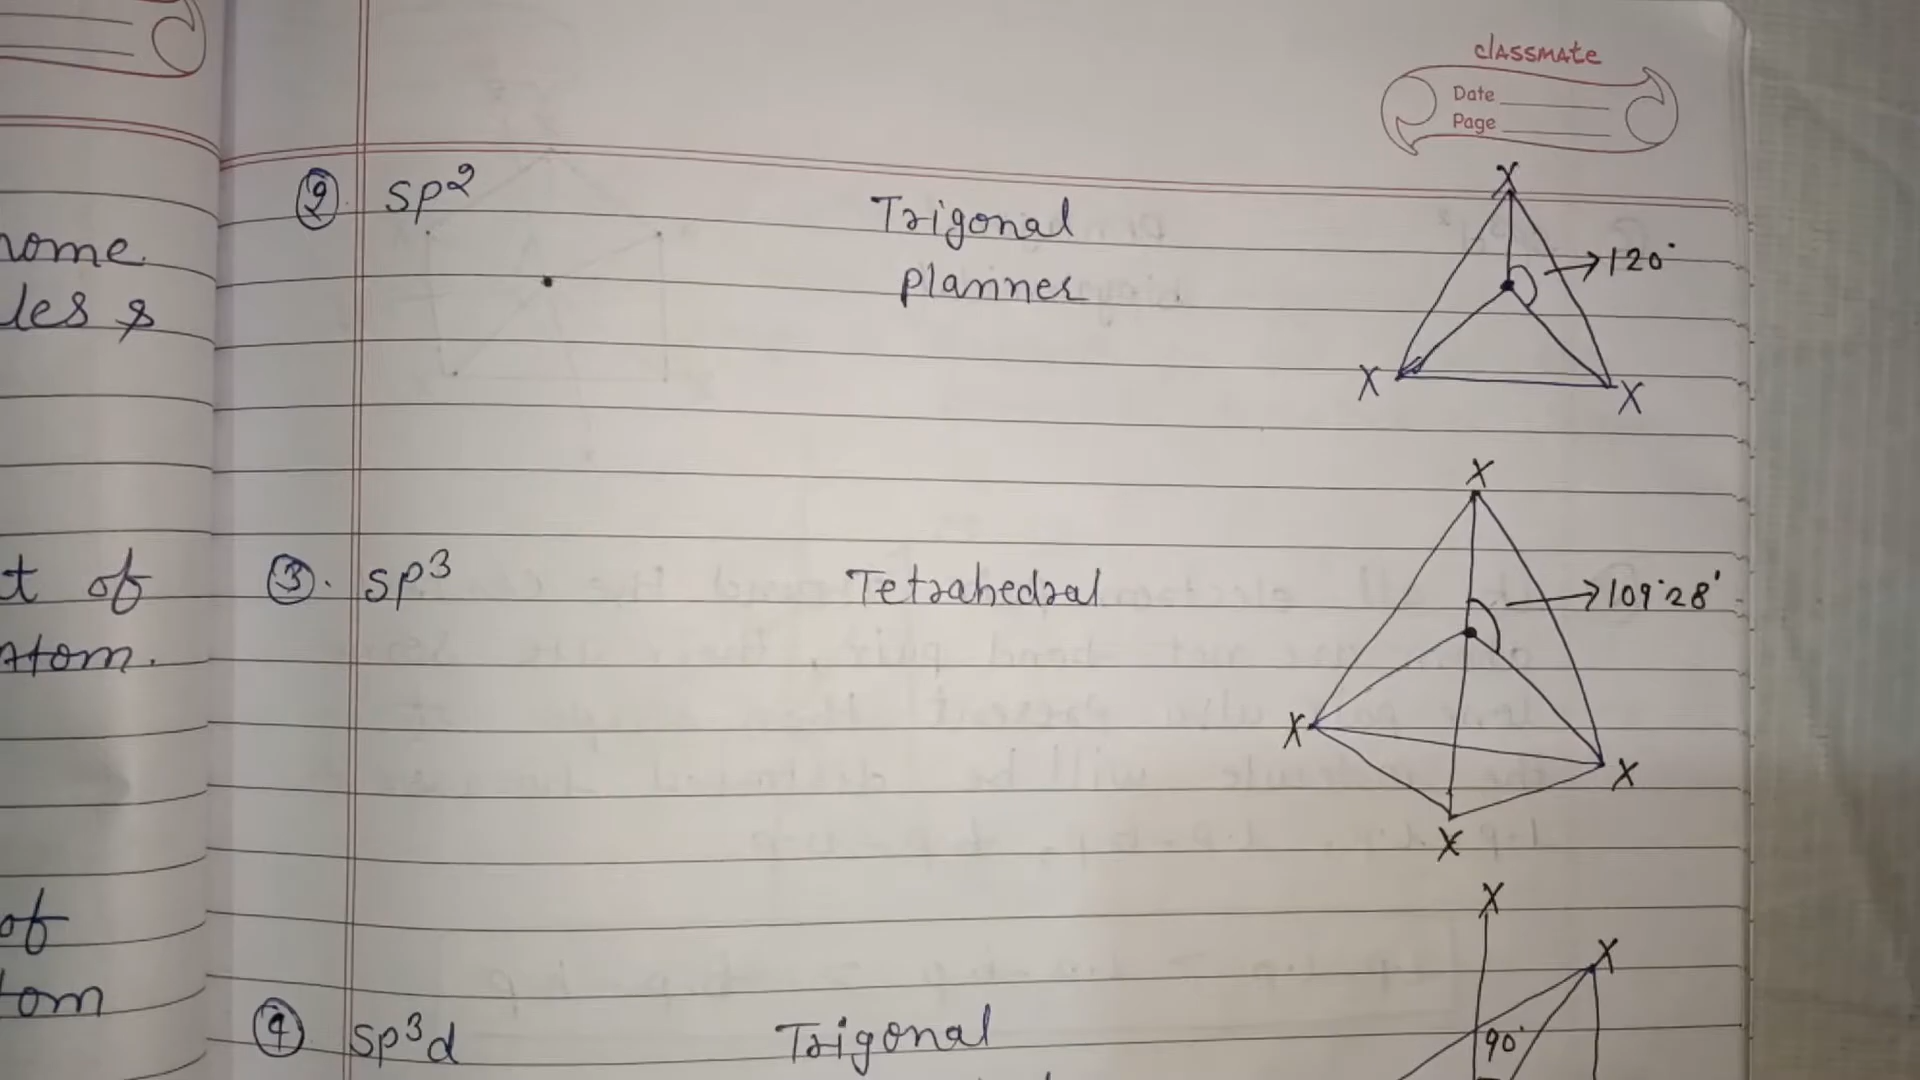 classmate
Date
Page
nome.
les &
t of
Atom.
of
tom
② sp² Trigonal
planner
X
120°
X X
③. sp³ Tetrahedral
X
109°28'
X X
X
④ sp³d Trigonal
X
X
90°